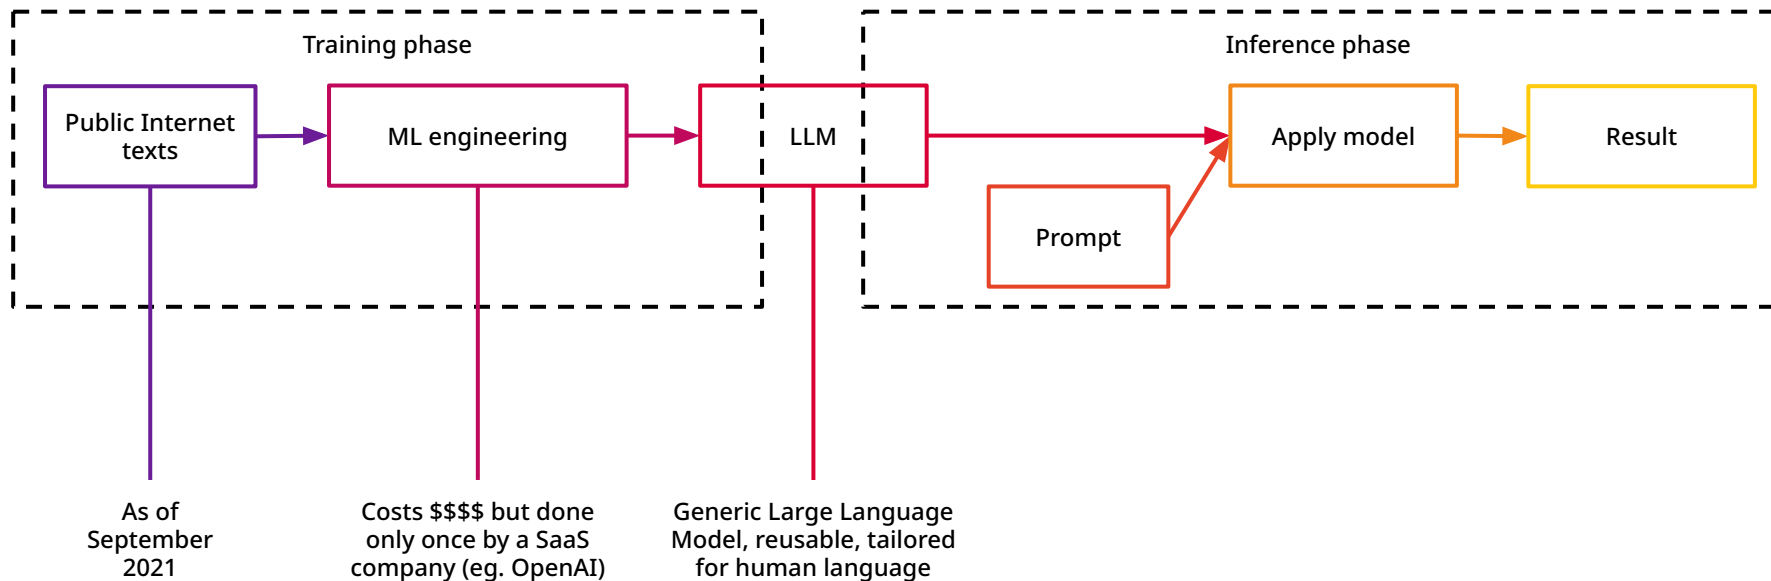 Training phase
Inference phase
Public Internet
texts
ML engineering
LLM
Apply model
Result
Prompt
As of
September
2021
Costs $$$$ but done
only once by a SaaS
company (eg. OpenAI)
Generic Large Language
Model, reusable, tailored
for human language